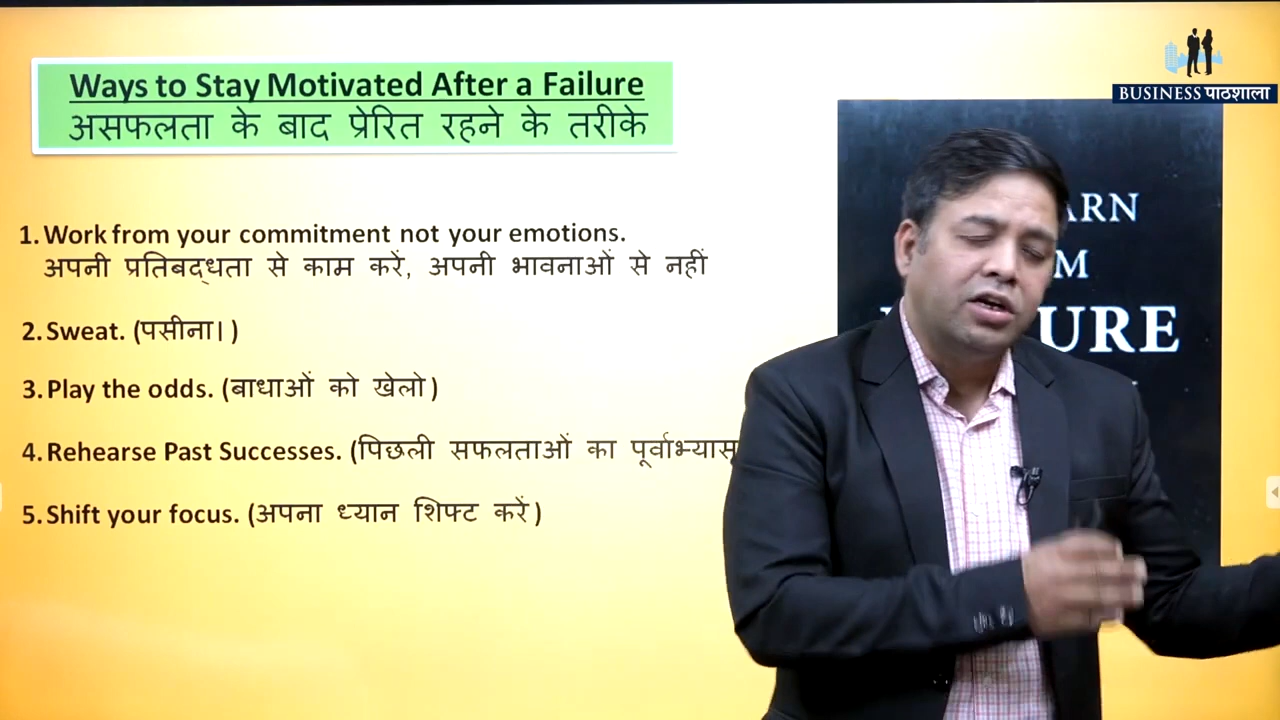 Ways to Stay Motivated After a Failure
असफलता के बाद प्रेरित रहने के तरीके
1. Work from your commitment not your emotions.
अपनी प्रतिबद्धता से काम करें, अपनी भावनाओं से नहीं
2. Sweat. (पसीना।)
3. Play the odds. (बाधाओं को खेलो)
4. Rehearse Past Successes. (पिछली सफलताओं का
5. Shift your focus. (अपना ध्यान शिफ्ट करें)
BUSINESS पाठशाला